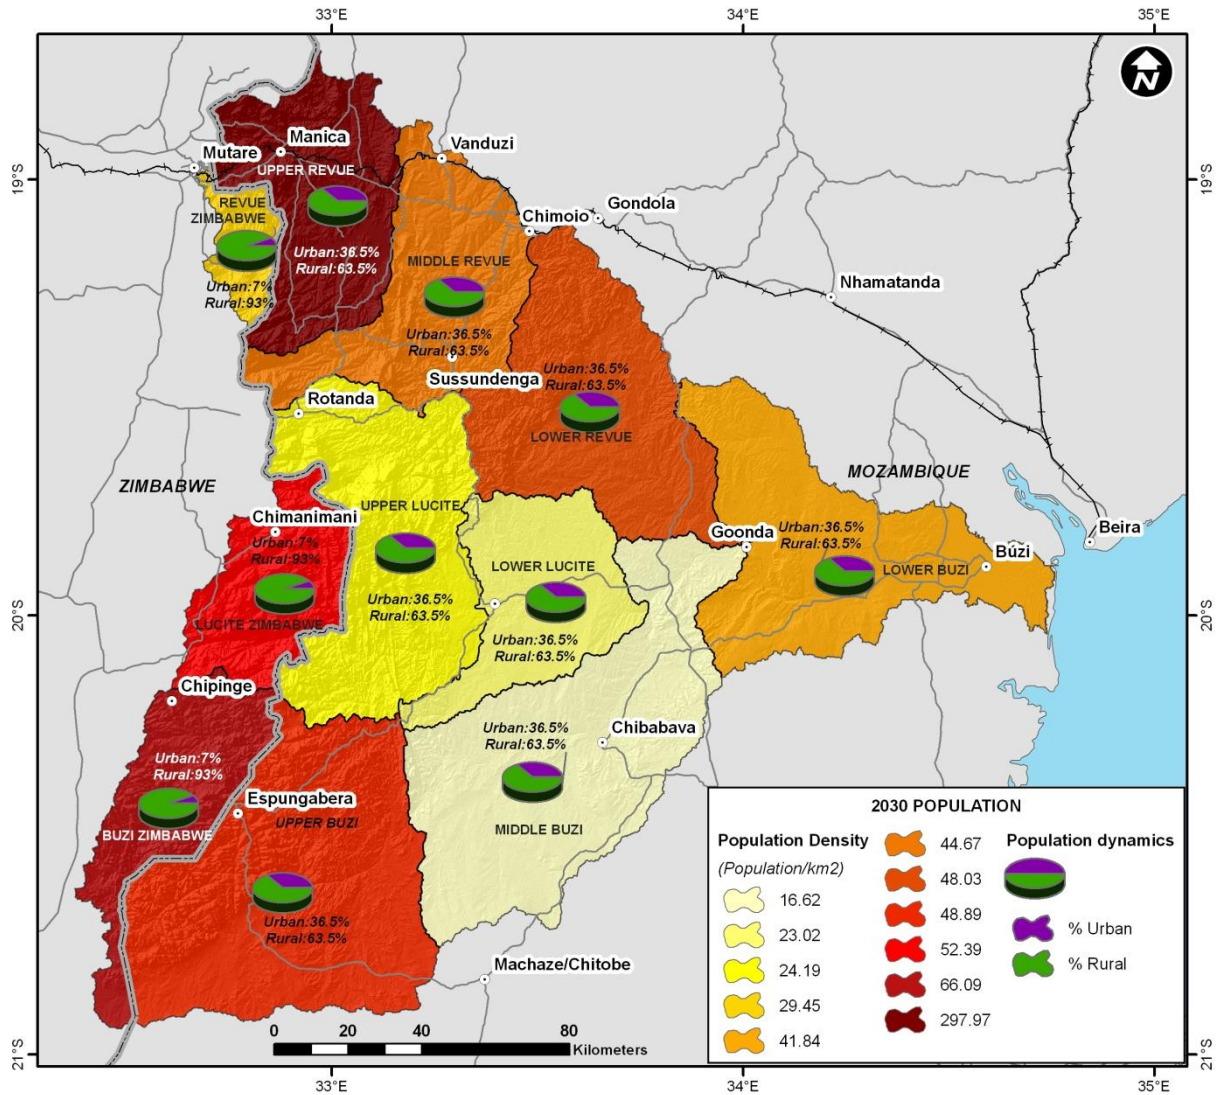 33°E
34°E
35°E
N
19°S
19°S
Manica
Vanduzi
Mutare
UPPER REVUE
REVUE
ZIMBABWE
Gondola
Chimoio
Urban:36.5%
Rural:63.5%
MIDDLE REVUE
Urban:7%
Rural:93%
Nhamatanda
Urban:36.5%
Rural:63.5%
Sussundenga
Urban:36.5%
Rural:63.5%
Rotanda
LOWER REVUE
ZIMBABWE
MOZAMBIQUE
UPPER LUCITE
Chimanimani
Urban:7%
Rural:93%
Goonda
Urban:36.5%
Rural:63.5%
Beira
Búzi
LOWER LUCITE
LOWER BUZI
Urban:36.5%
Rural:63.5%
LUCITE ZIMBABWE
20°S
20°S
Urban:36.5%
Rural:63.5%
Chipinge
Urban:36.5%
Rural:63.5%
Chibabava
Urban:7%
Rural:93%
Espungabera
UPPER BUZI
MIDDLE BUZI
BUZI ZIMBABWE
Urban:36.5%
Rural:63.5%
Machaze/Chitobe
0 20 40 80
Kilometers
2030 POPULATION
Population Density
(Population/km2)
16.62
23.02
24.19
29.45
41.84
44.67
48.03
48.89
52.39
66.09
297.97
Population dynamics
% Urban
% Rural
21°S
21°S
33°E
34°E
35°E